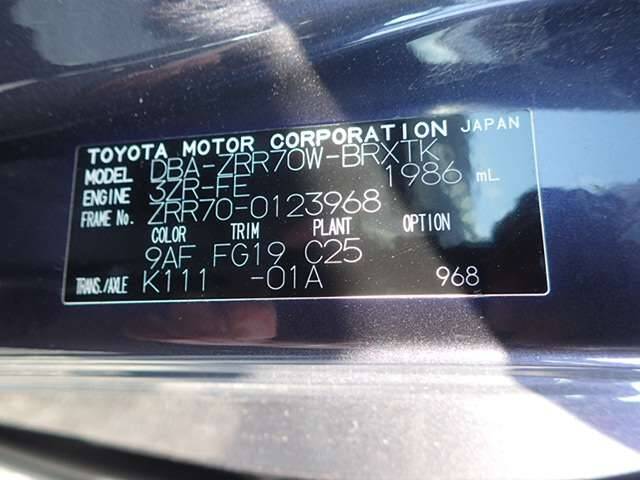 TOYOTA MOTOR CORPORATION JAPAN
MODEL DBA-ZRR70W-BRXTK
ENGINE 3ZR-FE 1986 mL
FRAME No. ZRR70-0123968
COLOR TRIM PLANT OPTION
9AF FG19 C25
TRANS./AXLE K111 -01A 968